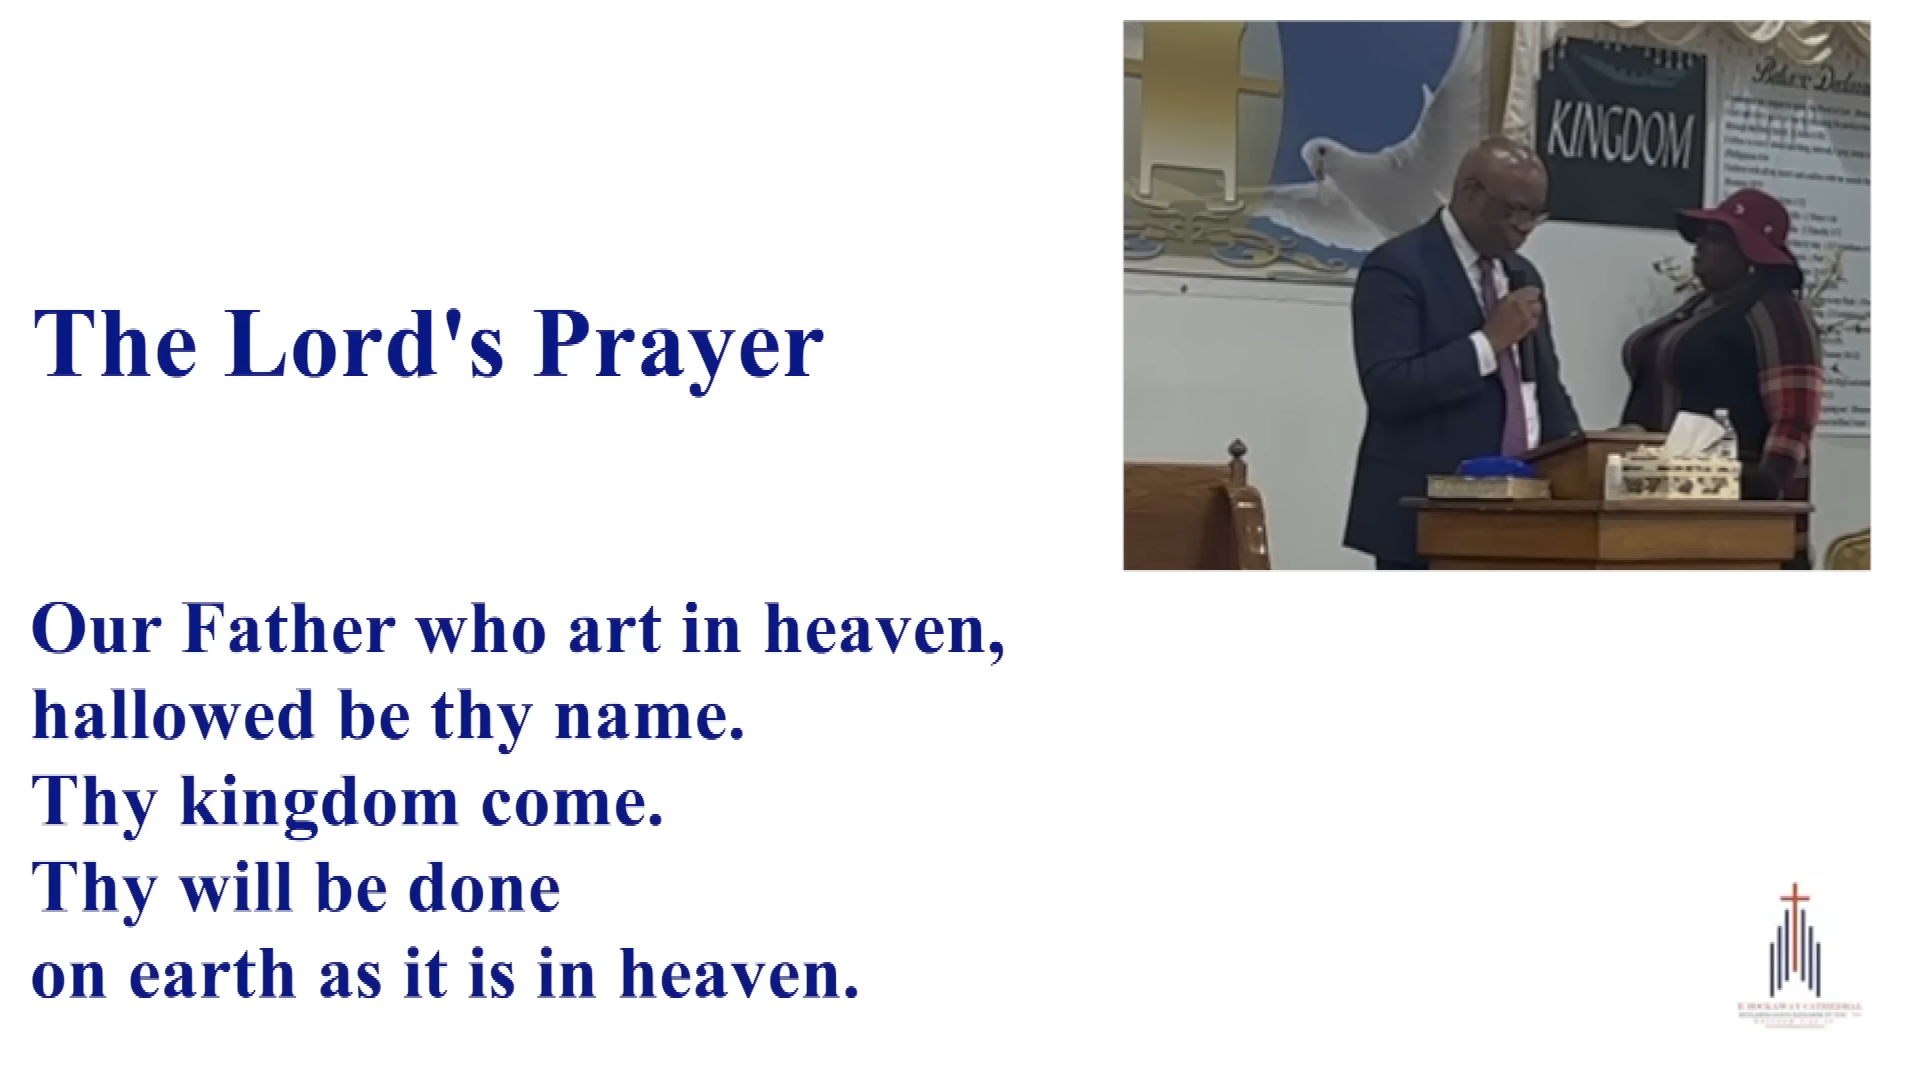 The Lord's Prayer
Our Father who art in heaven,
hallowed be thy name.
Thy kingdom come.
Thy will be done
on earth as it is in heaven.
KINGDOM